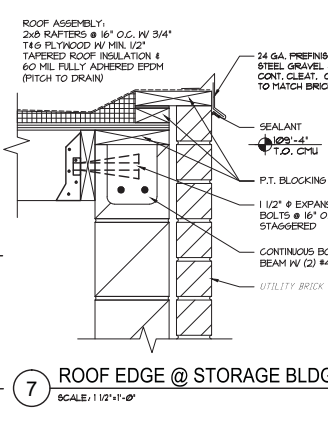 ROOF ASSEMBLY:
2x8 RAFTERS @ 16" O.C. W/ 3/4"
T&G PLYWOOD W/ MIN. 1/2"
TAPERED ROOF INSULATION &
60 MIL FULLY ADHERED EPDM
(PITCH TO DRAIN)
24 GA. PREFINIS
STEEL GRAVEL
CONT. CLEAT.
TO MATCH BRIC
SEALANT
109'-4"
T.O. CMU
P.T. BLOCKING
1 1/2" Φ EXPANS
BOLTS @ 16" O
STAGGERED
CONTINUOUS BO
BEAM W/ (2) #4
UTILITY BRICK
7 ROOF EDGE @ STORAGE BLDG
SCALE: 1 1/2"=1'-0"